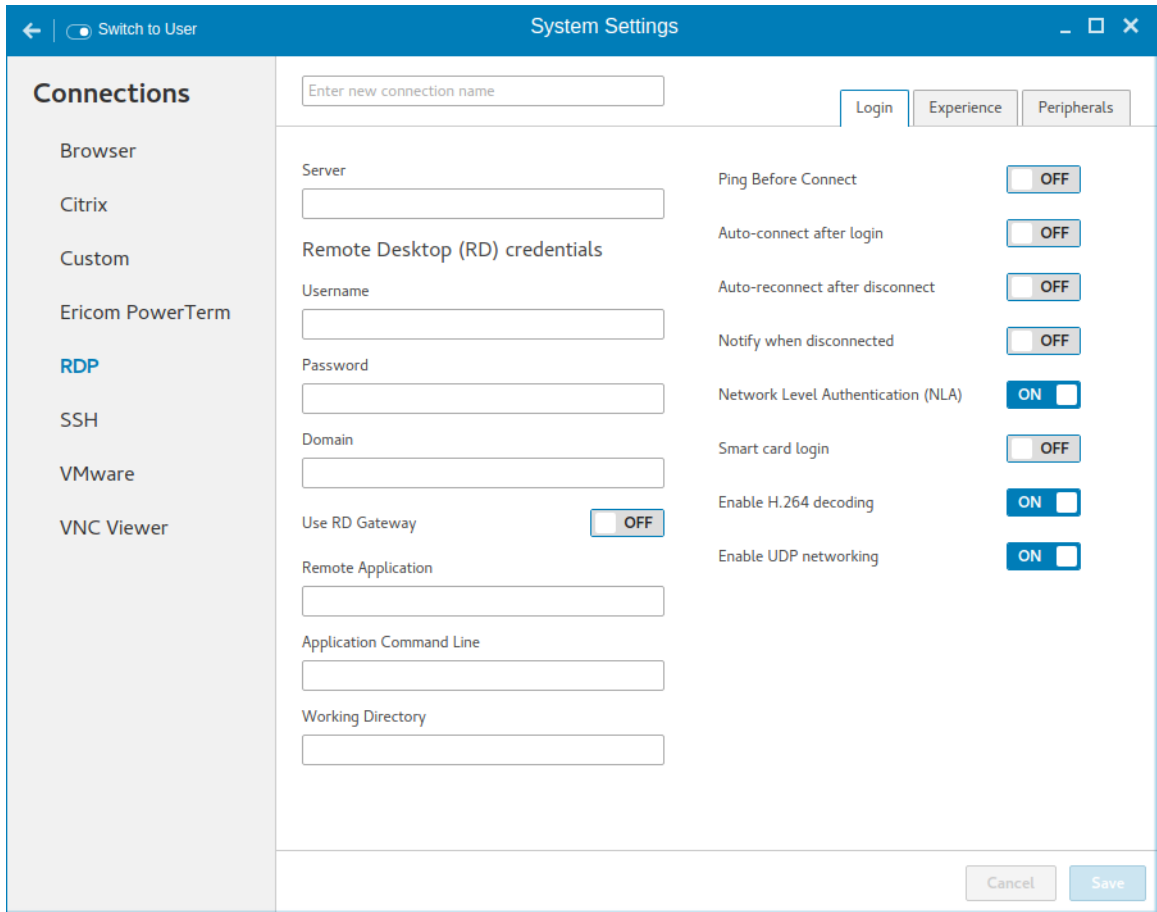 Switch to User
System Settings
Connections
Browser
Citrix
Custom
Ericom PowerTerm
RDP
SSH
VMware
VNC Viewer
Enter new connection name
Login
Experience
Peripherals
Server
Remote Desktop (RD) credentials
Username
Password
Domain
Use RD Gateway
OFF
Remote Application
Application Command Line
Working Directory
Ping Before Connect
OFF
Auto-connect after login
OFF
Auto-reconnect after disconnect
OFF
Notify when disconnected
OFF
Network Level Authentication (NLA)
ON
Smart card login
OFF
Enable H.264 decoding
ON
Enable UDP networking
ON
Cancel
Save